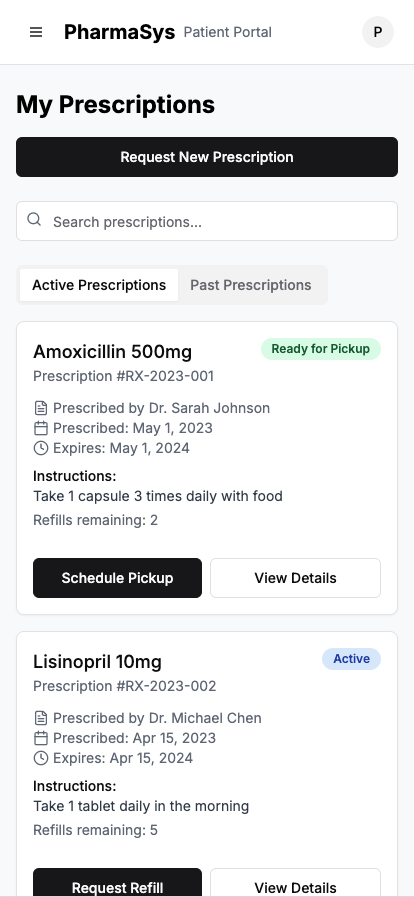 PharmaSys Patient Portal P
My Prescriptions
Request New Prescription
Search prescriptions...
Active Prescriptions Past Prescriptions
Amoxicillin 500mg Ready for Pickup
Prescription #RX-2023-001
Prescribed by Dr. Sarah Johnson
Prescribed: May 1, 2023
Expires: May 1, 2024
Instructions:
Take 1 capsule 3 times daily with food
Refills remaining: 2
Schedule Pickup View Details
Lisinopril 10mg Active
Prescription #RX-2023-002
Prescribed by Dr. Michael Chen
Prescribed: Apr 15, 2023
Expires: Apr 15, 2024
Instructions:
Take 1 tablet daily in the morning
Refills remaining: 5
Request Refill View Details